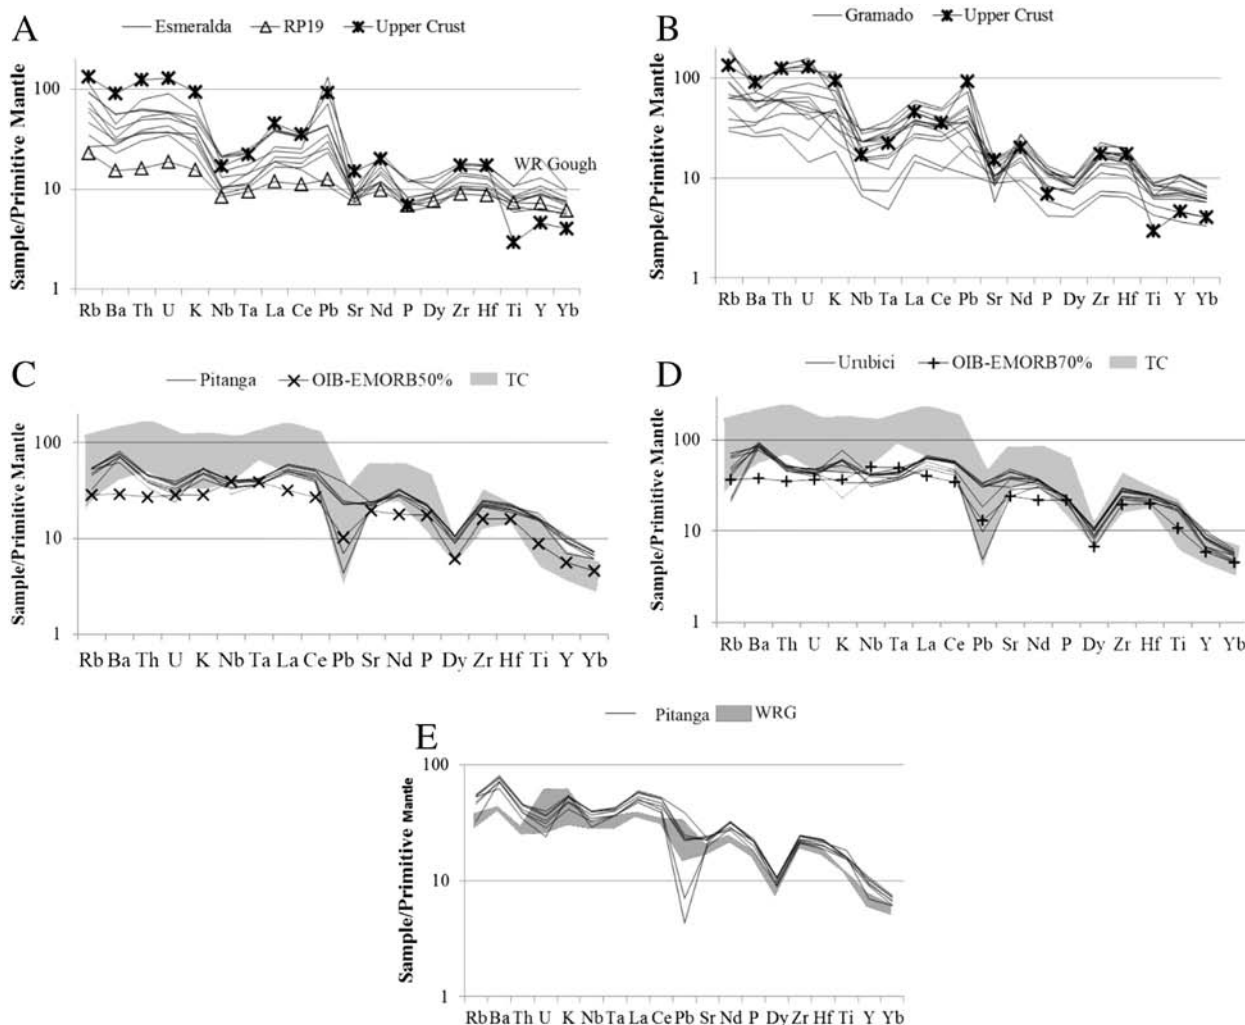 A
Esmeralda RP19 Upper Crust
Sample/Primitive Mantle
100
10
1
WR Gough
Rb Ba Th U K Nb Ta La Ce Pb Sr Nd P Dy Zr Hf Ti Y Yb
B
Gramado Upper Crust
Sample/Primitive Mantle
100
10
1
Rb Ba Th U K Nb Ta La Ce Pb Sr Nd P Dy Zr Hf Ti Y Yb
C
Pitanga OIB-EMORB50% TC
Sample/Primitive Mantle
100
10
1
Rb Ba Th U K Nb Ta La Ce Pb Sr Nd P Dy Zr Hf Ti Y Yb
D
Urubici OIB-EMORB70% TC
Sample/Primitive Mantle
100
10
1
Rb Ba Th U K Nb Ta La Ce Pb Sr Nd P Dy Zr Hf Ti Y Yb
E
Pitanga WRG
Sample/Primitive Mantle
100
10
1
Rb Ba Th U K Nb Ta La Ce Pb Sr Nd P Dy Zr Hf Ti Y Yb